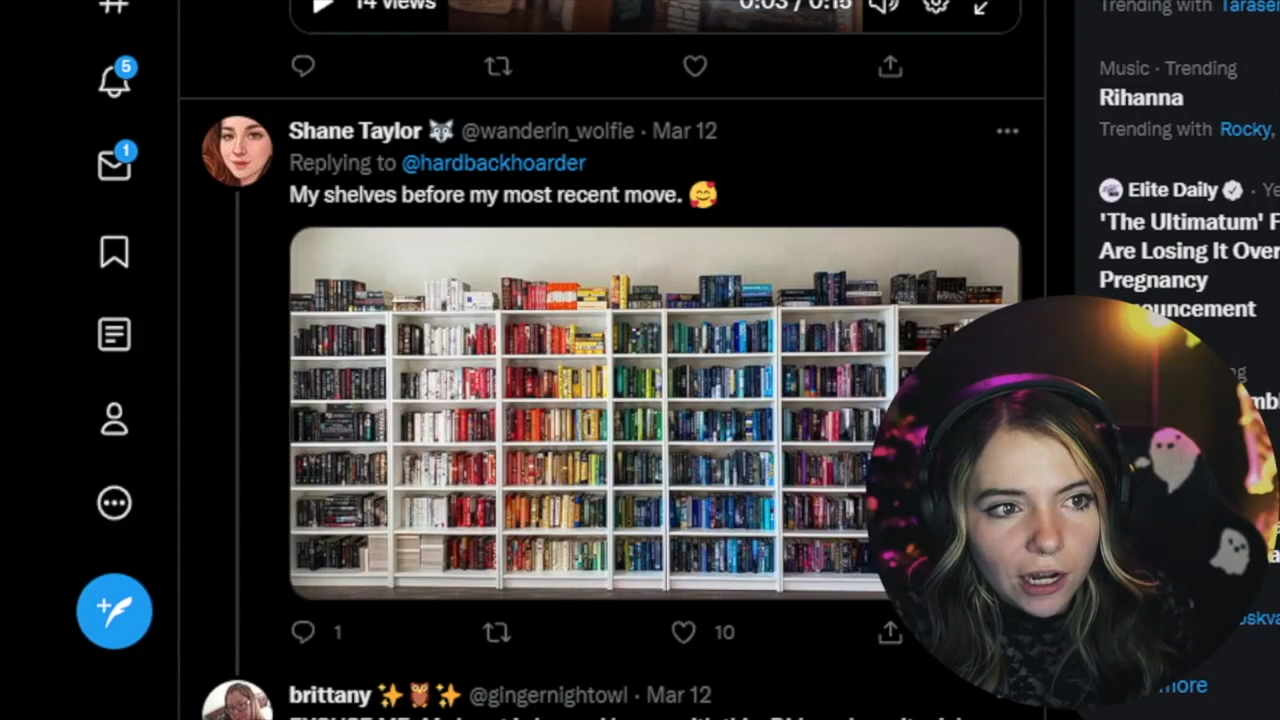 14 views
0:03 / 0:15
5
1
Shane Taylor 🐺 @wanderin_wolfie · Mar 12
Replying to @hardbackhoarder
My shelves before my most recent move. 🥰
1
10
brittany ✨🦉✨ @gingernightowl · Mar 12
Trending with
Music · Trending
Rihanna
Trending with Rocky,
Elite Daily ·
'The Ultimatum' F
Are Losing It Over
Pregnancy